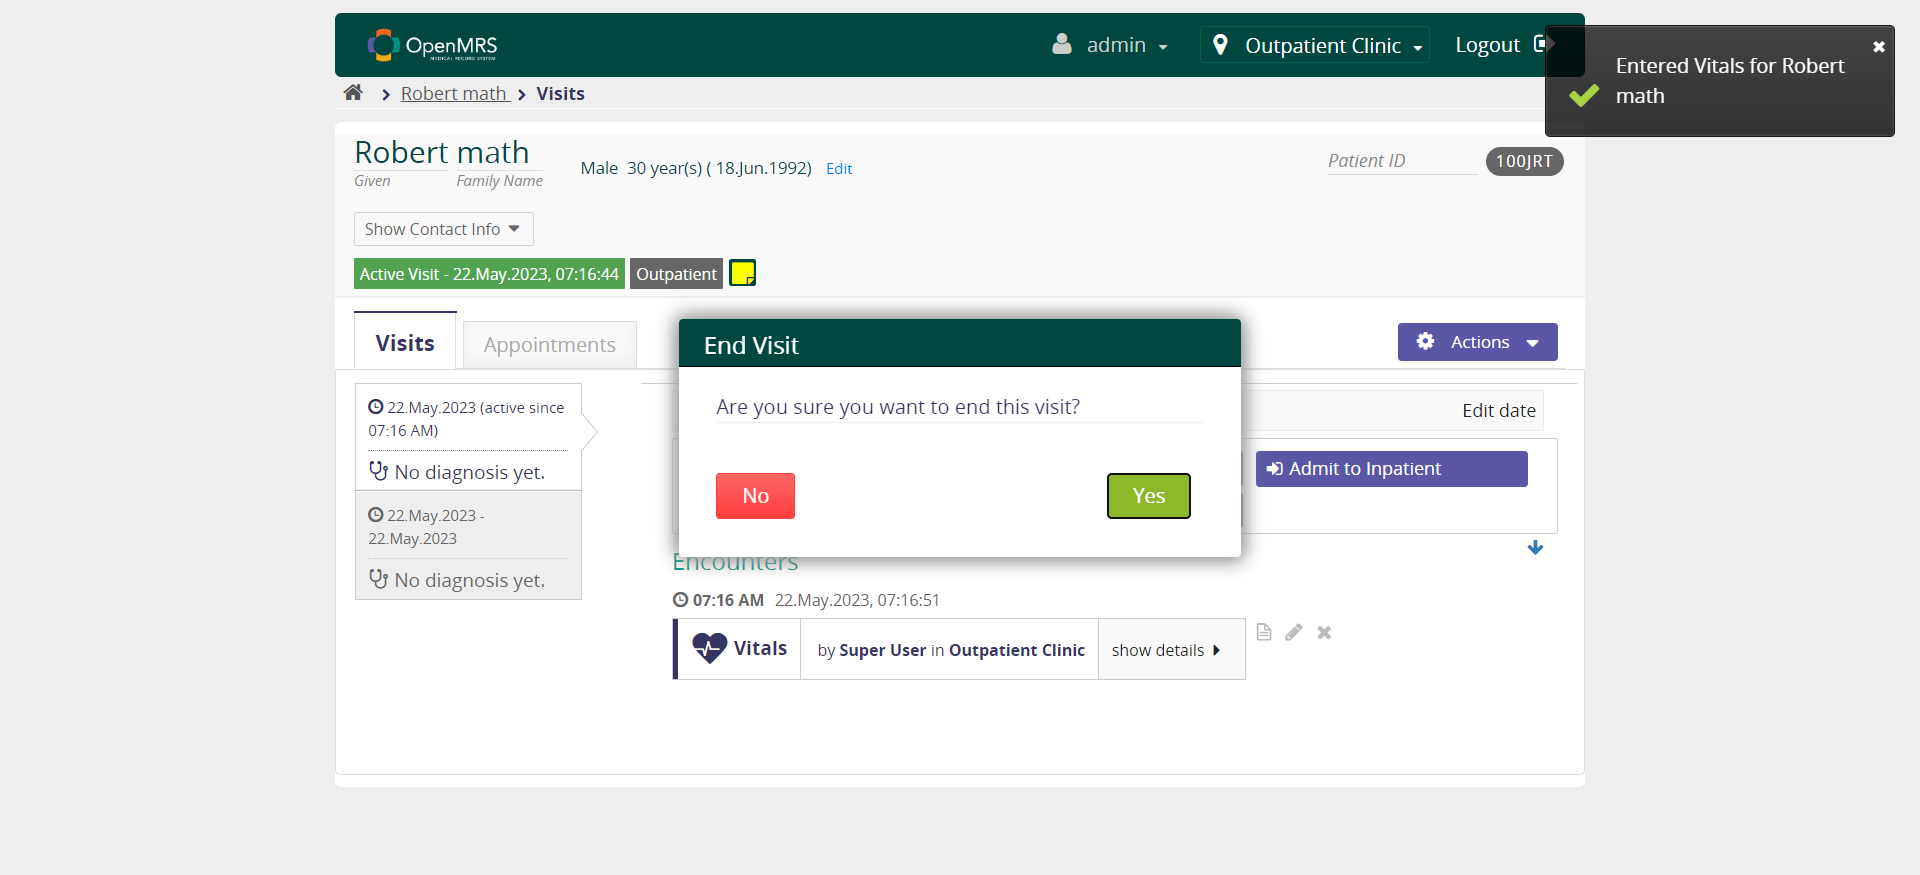 OpenMRS
MEDICAL RECORD SYSTEM
admin
Outpatient Clinic
Logout
Entered Vitals for Robert
math
Robert math
Visits
Robert math
Given
Family Name
Male 30 year(s) ( 18.Jun.1992) Edit
Patient ID
100JRT
Show Contact Info
Active Visit - 22.May.2023, 07:16:44
Outpatient
Visits
Appointments
Actions
End Visit
Are you sure you want to end this visit?
No
Yes
22.May.2023 (active since
07:16 AM)
No diagnosis yet.
22.May.2023 -
22.May.2023
No diagnosis yet.
Edit date
Admit to Inpatient
Encounters
07:16 AM 22.May.2023, 07:16:51
Vitals
by Super User in Outpatient Clinic
show details